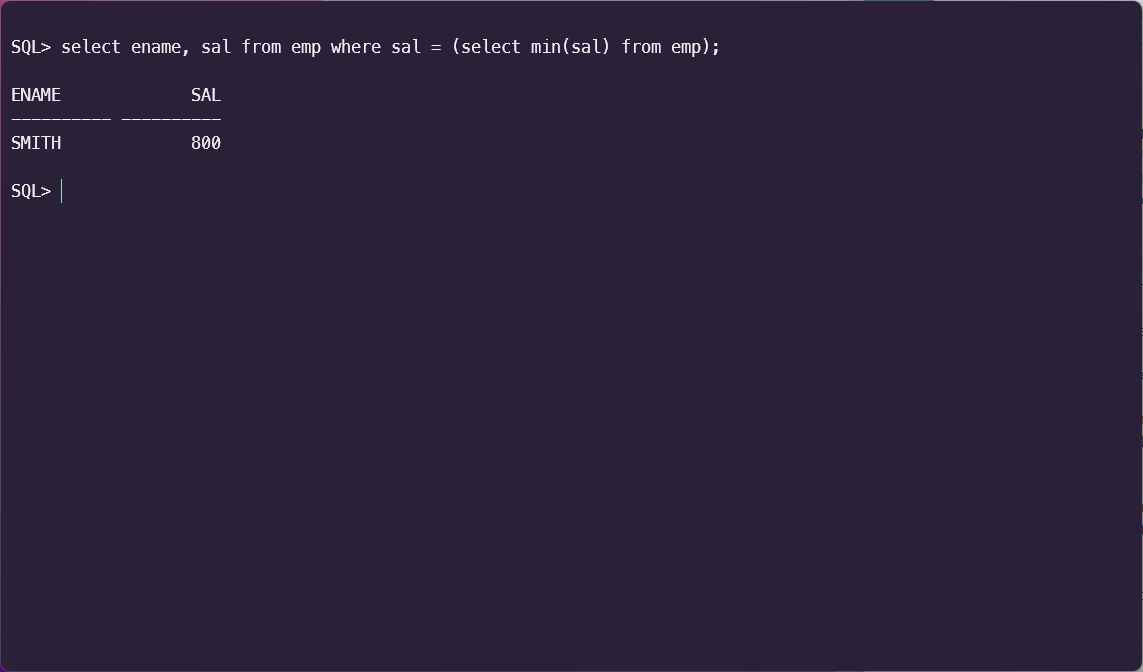 SQL> select ename, sal from emp where sal = (select min(sal) from emp);
ENAME             SAL
---------- ----------
SMITH             800
SQL>